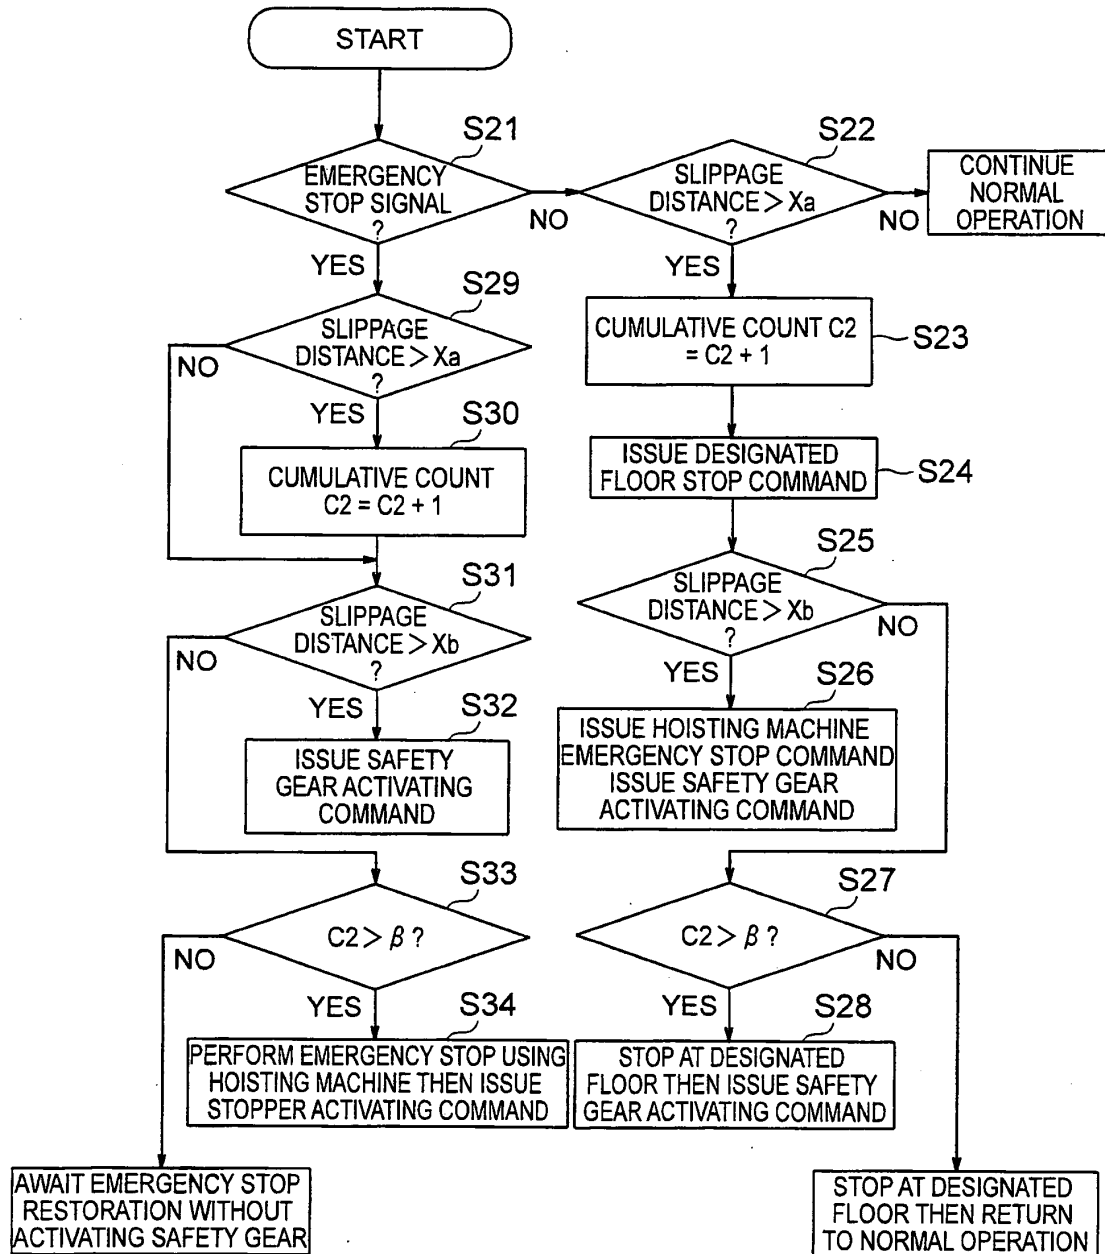 START
S21
EMERGENCY
STOP SIGNAL
?
NO
YES
S22
SLIPPAGE
DISTANCE > Xa
?
NO
YES
CONTINUE
NORMAL
OPERATION
S29
SLIPPAGE
DISTANCE > Xa
?
NO
YES
CUMULATIVE COUNT C2
= C2 + 1
S23
S30
CUMULATIVE COUNT
C2 = C2 + 1
ISSUE DESIGNATED
FLOOR STOP COMMAND
S24
S31
SLIPPAGE
DISTANCE > Xb
?
NO
YES
S25
SLIPPAGE
DISTANCE > Xb
?
NO
YES
S32
ISSUE SAFETY
GEAR ACTIVATING
COMMAND
S26
ISSUE HOISTING MACHINE
EMERGENCY STOP COMMAND
ISSUE SAFETY GEAR
ACTIVATING COMMAND
S33
C2 > β ?
NO
YES
S27
C2 > β ?
NO
YES
S34
PERFORM EMERGENCY STOP USING
HOISTING MACHINE THEN ISSUE
STOPPER ACTIVATING COMMAND
S28
STOP AT DESIGNATED
FLOOR THEN ISSUE SAFETY
GEAR ACTIVATING COMMAND
AWAIT EMERGENCY STOP
RESTORATION WITHOUT
ACTIVATING SAFETY GEAR
STOP AT DESIGNATED
FLOOR THEN RETURN
TO NORMAL OPERATION